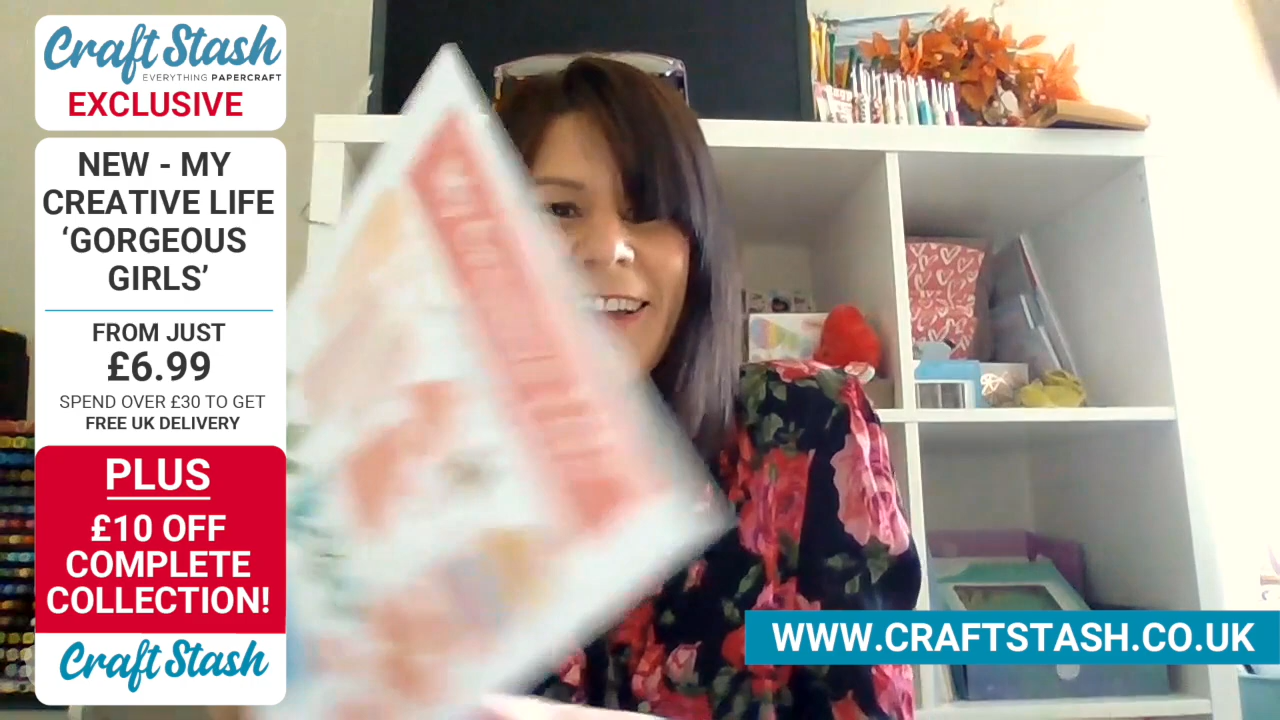 Craft Stash
EVERYTHING PAPERCRAFT
EXCLUSIVE
NEW - MY
CREATIVE LIFE
‘GORGEOUS
GIRLS’
FROM JUST
£6.99
SPEND OVER £30 TO GET
FREE UK DELIVERY
PLUS
£10 OFF
COMPLETE
COLLECTION!
Craft Stash
WWW.CRAFTSTASH.CO.UK